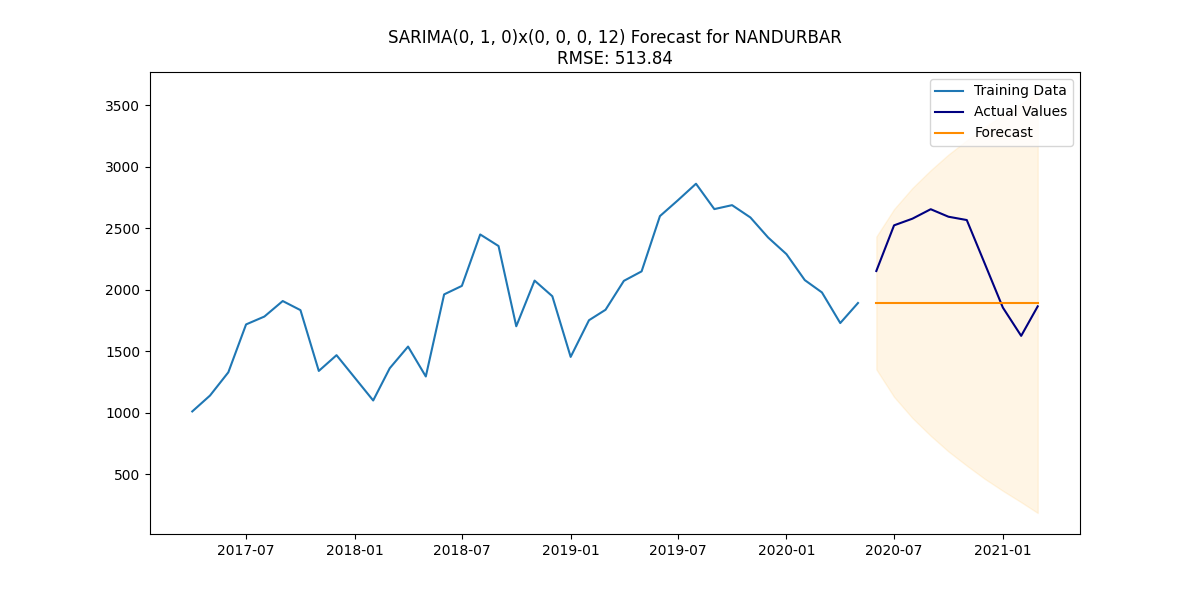 SARIMA(0, 1, 0)x(0, 0, 0, 12) Forecast for NANDURBAR
RMSE: 513.84
Training Data
Actual Values
Forecast
3500
3000
2500
2000
1500
1000
500
2017-07 2018-01 2018-07 2019-01 2019-07 2020-01 2020-07 2021-01